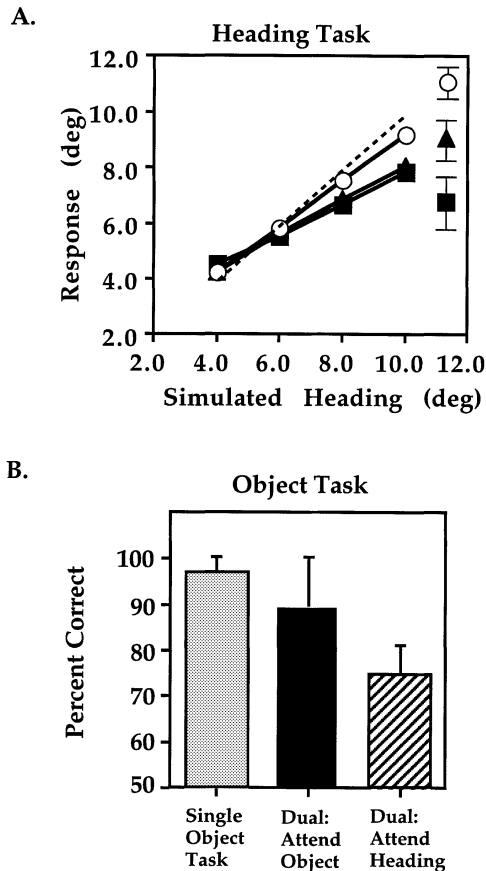 A.
Heading Task
12.0
10.0
8.0
6.0
4.0
2.0
Response (deg)
2.0 4.0 6.0 8.0 10.0 12.0
Simulated Heading (deg)
B.
Object Task
100
90
80
70
60
50
Percent Correct
Single Object Task
Dual: Attend Object
Dual: Attend Heading